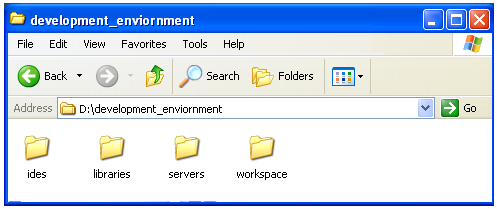 development_enviornment
File Edit View Favorites Tools Help
Back Search Folders
Address D:\development_enviornment Go
ides libraries servers workspace